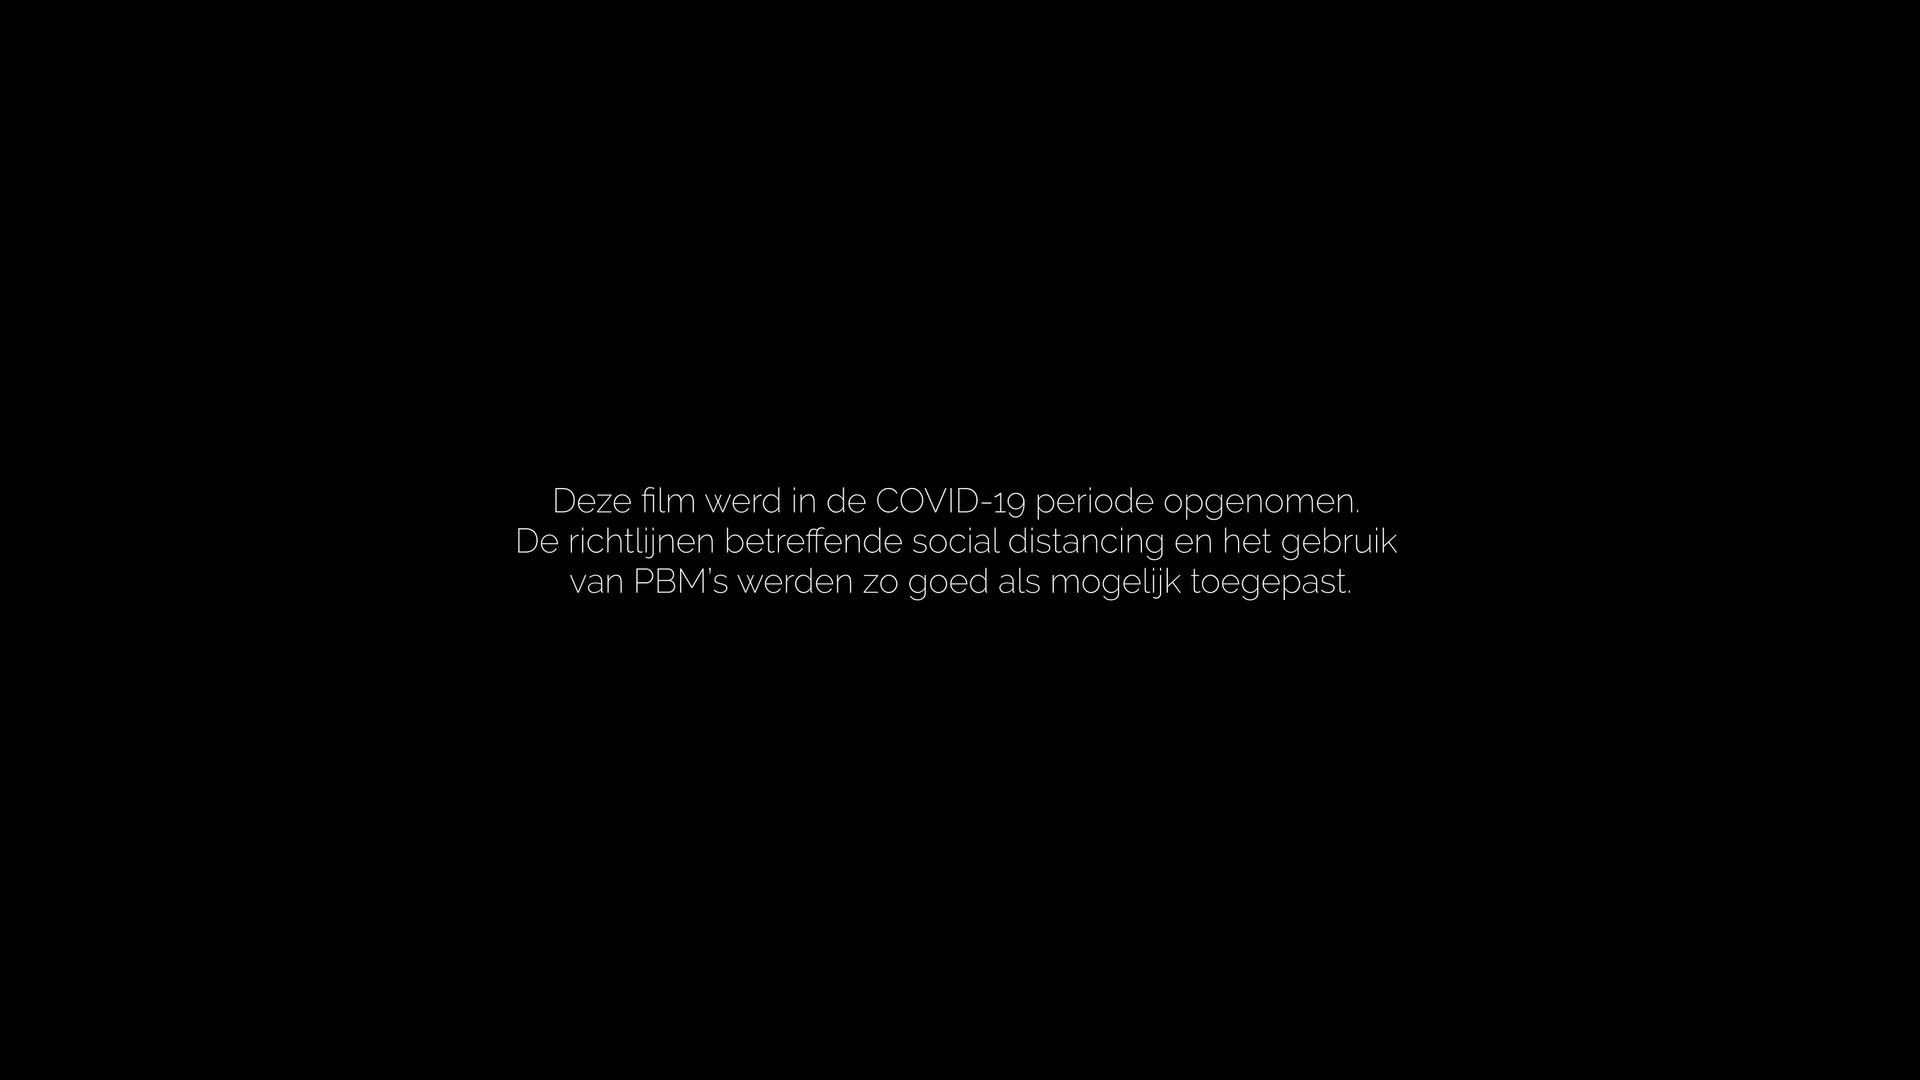 Deze film werd in de COVID-19 periode opgenomen.
De richtlijnen betreffende social distancing en het gebruik
van PBM's werden zo goed als mogelijk toegepast.